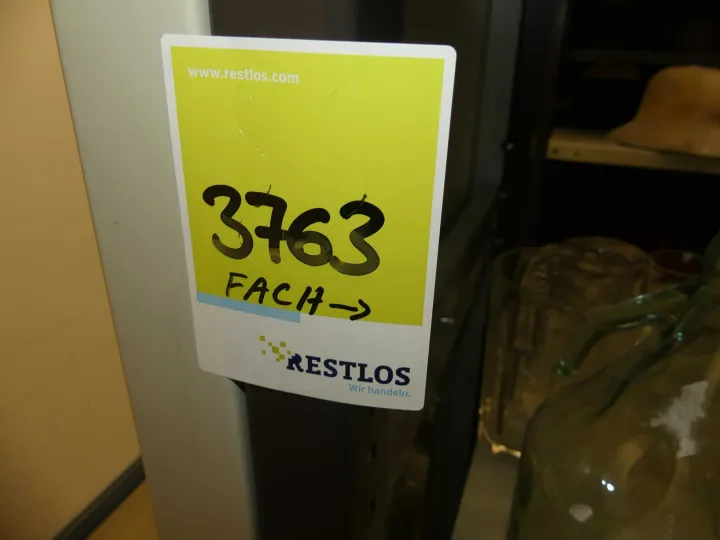 www.restlos.com
3763
FACH →
RESTLOS
Wir handeln.